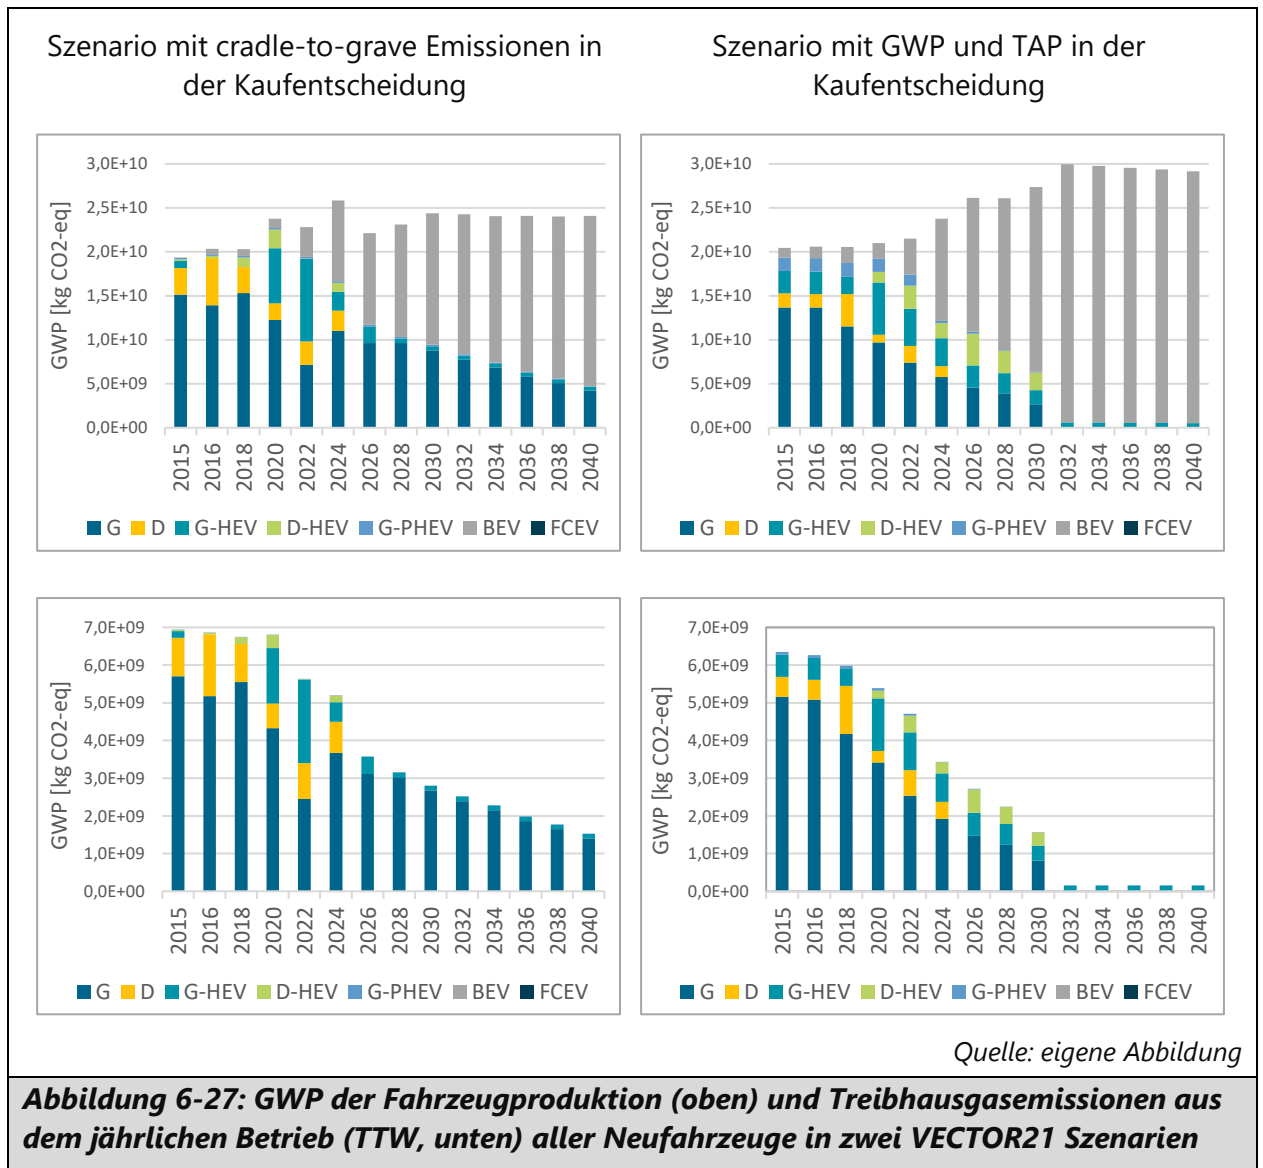 Szenario mit cradle-to-grave Emissionen in
der Kaufentscheidung
Szenario mit GWP und TAP in der
Kaufentscheidung
GWP [kg CO2-eq]
3,0E+10
2,5E+10
2,0E+10
1,5E+10
1,0E+10
5,0E+09
0,0E+00
2015 2016 2018 2020 2022 2024 2026 2028 2030 2032 2034 2036 2038 2040
G D G-HEV D-HEV G-PHEV BEV FCEV
GWP [kg CO2-eq]
3,0E+10
2,5E+10
2,0E+10
1,5E+10
1,0E+10
5,0E+09
0,0E+00
2015 2016 2018 2020 2022 2024 2026 2028 2030 2032 2034 2036 2038 2040
G D G-HEV D-HEV G-PHEV BEV FCEV
GWP [kg CO2-eq]
7,0E+09
6,0E+09
5,0E+09
4,0E+09
3,0E+09
2,0E+09
1,0E+09
0,0E+00
2015 2016 2018 2020 2022 2024 2026 2028 2030 2032 2034 2036 2038 2040
G D G-HEV D-HEV G-PHEV BEV FCEV
GWP [kg CO2-eq]
7,0E+09
6,0E+09
5,0E+09
4,0E+09
3,0E+09
2,0E+09
1,0E+09
0,0E+00
2015 2016 2018 2020 2022 2024 2026 2028 2030 2032 2034 2036 2038 2040
G D G-HEV D-HEV G-PHEV BEV FCEV
Quelle: eigene Abbildung
Abbildung 6-27: GWP der Fahrzeugproduktion (oben) und Treibhausgasemissionen aus
dem jährlichen Betrieb (TTW, unten) aller Neufahrzeuge in zwei VECTOR21 Szenarien